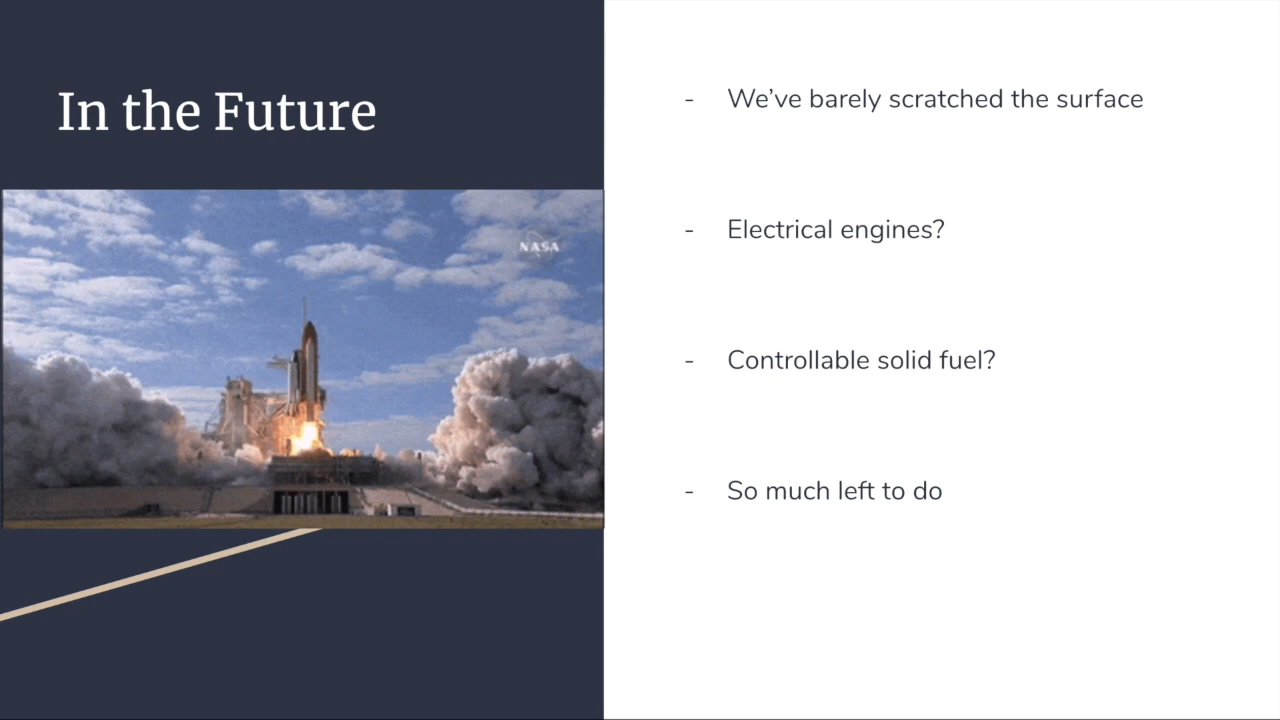 In the Future
NASA
- We’ve barely scratched the surface
- Electrical engines?
- Controllable solid fuel?
- So much left to do